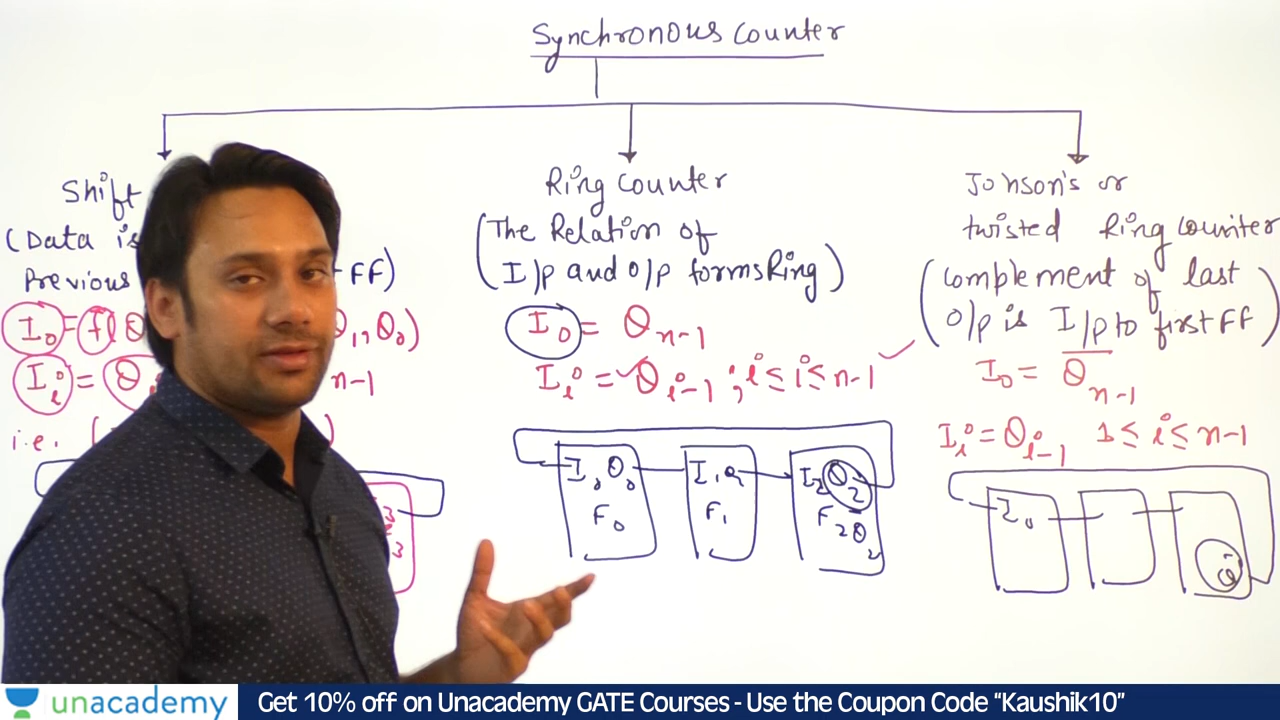 Synchronous counter
Shift
(Data is
Previous
FF)
I₀ = f(Q
Q₁, Q₀)
Iᵢ = Q
n-1
i.e.
Ring counter
(The Relation of
I/p and o/p forms Ring)
I₀ = Qₙ₋₁
Iᵢ = Qᵢ₋₁ ; 1 ≤ i ≤ n-1
I₀ Q₀
F₀
I₁ Q₁
F₁
I₂ Q₂
F₂
Johson's or
twisted Ring counter
(complement of last
O/p is I/p to first FF)
I₀ = Q̅ₙ₋₁
Iᵢ = Qᵢ₋₁ 1 ≤ i ≤ n-1
I₀
Q̅
unacademy
Get 10% off on Unacademy GATE Courses - Use the Coupon Code “Kaushik10”